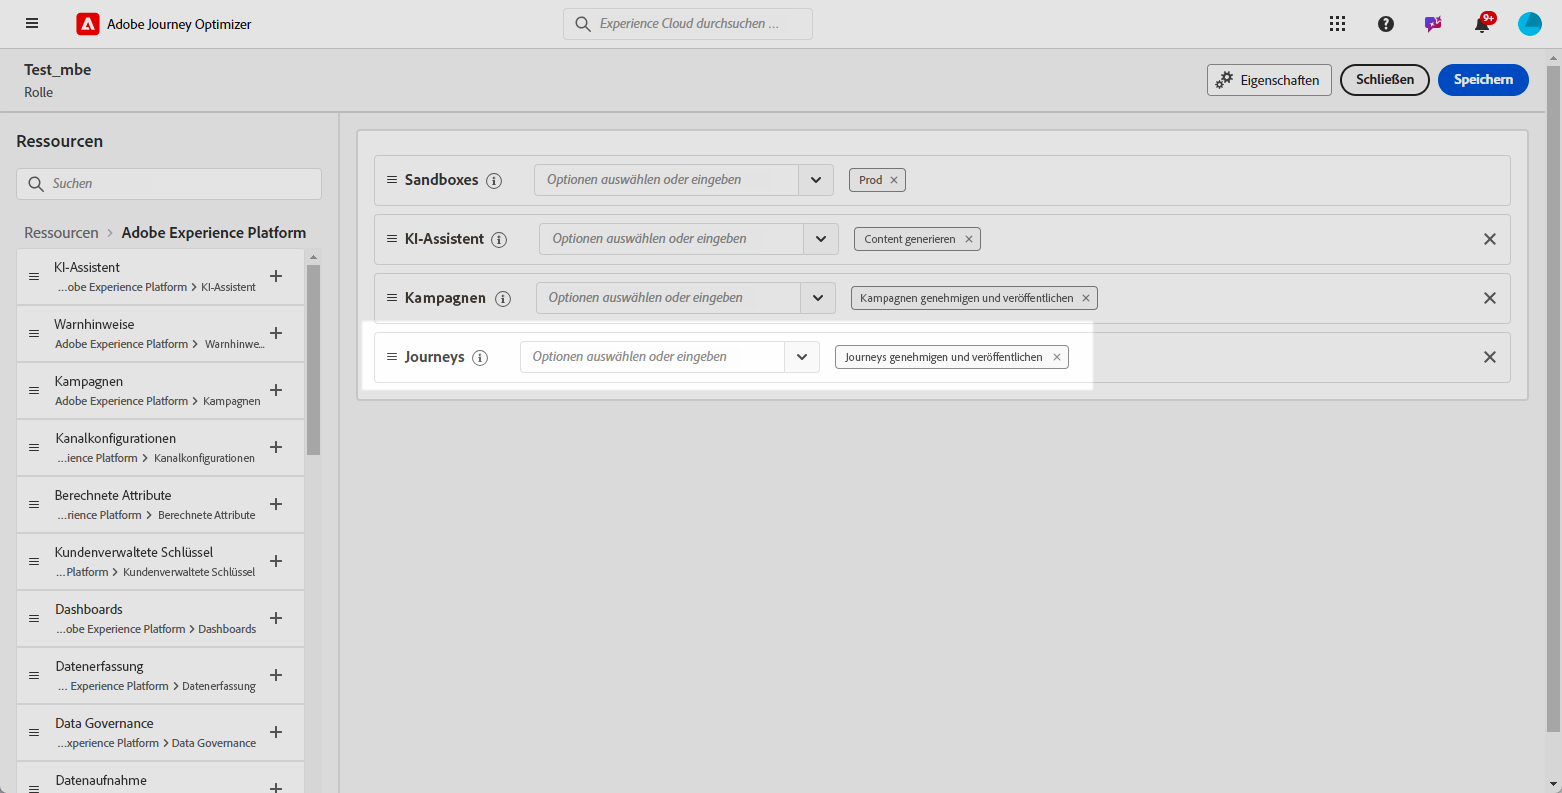 Adobe Journey Optimizer
Experience Cloud durchsuchen ...
9+
Test_mbe
Rolle
Eigenschaften
Schließen
Speichern
Ressourcen
Suchen
Ressourcen > Adobe Experience Platform
KI-Assistent
...obe Experience Platform > KI-Assistent
Warnhinweise
Adobe Experience Platform > Warnhinwe...
Kampagnen
Adobe Experience Platform > Kampagnen
Kanalkonfigurationen
...ience Platform > Kanalkonfigurationen
Berechnete Attribute
...rience Platform > Berechnete Attribute
Kundenverwaltete Schlüssel
...Platform > Kundenverwaltete Schlüssel
Dashboards
...obe Experience Platform > Dashboards
Datenerfassung
... Experience Platform > Datenerfassung
Data Governance
...xperience Platform > Data Governance
Datenaufnahme
Sandboxes Optionen auswählen oder eingeben Prod
KI-Assistent Optionen auswählen oder eingeben Content generieren
Kampagnen Optionen auswählen oder eingeben Kampagnen genehmigen und veröffentlichen
Journeys Optionen auswählen oder eingeben Journeys genehmigen und veröffentlichen